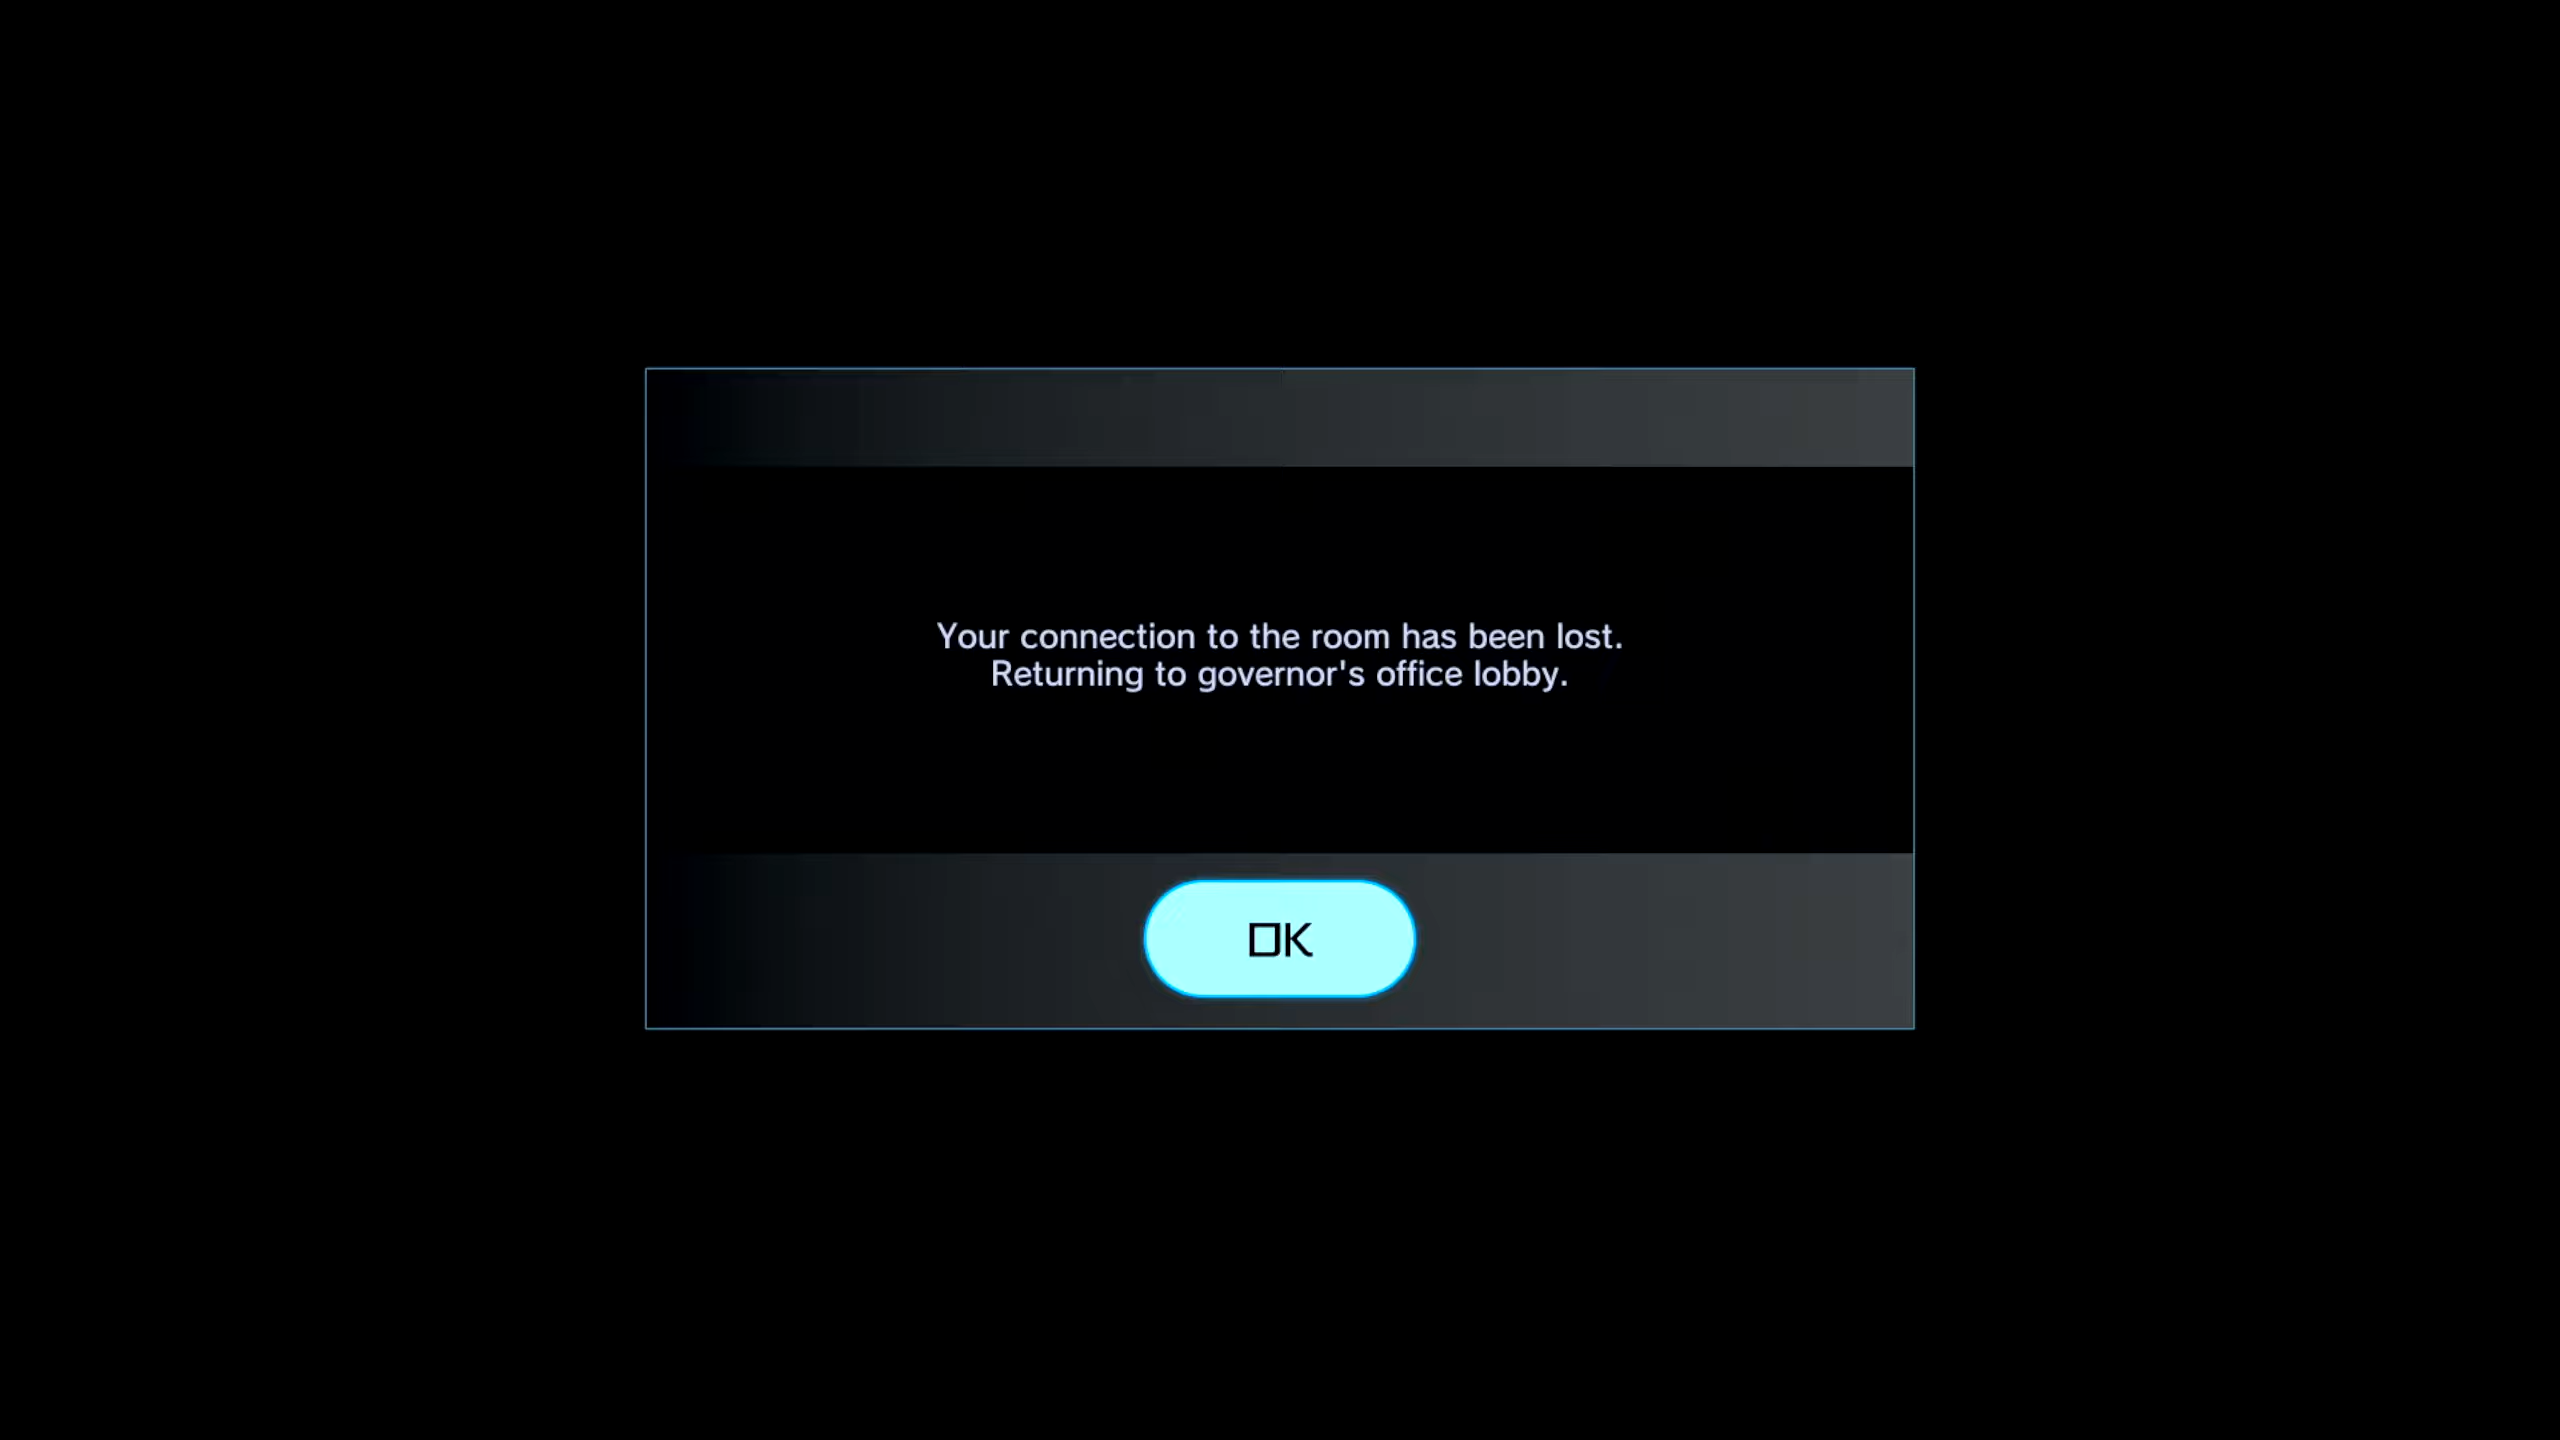 Your connection to the room has been lost.
Returning to governor's office lobby.
OK